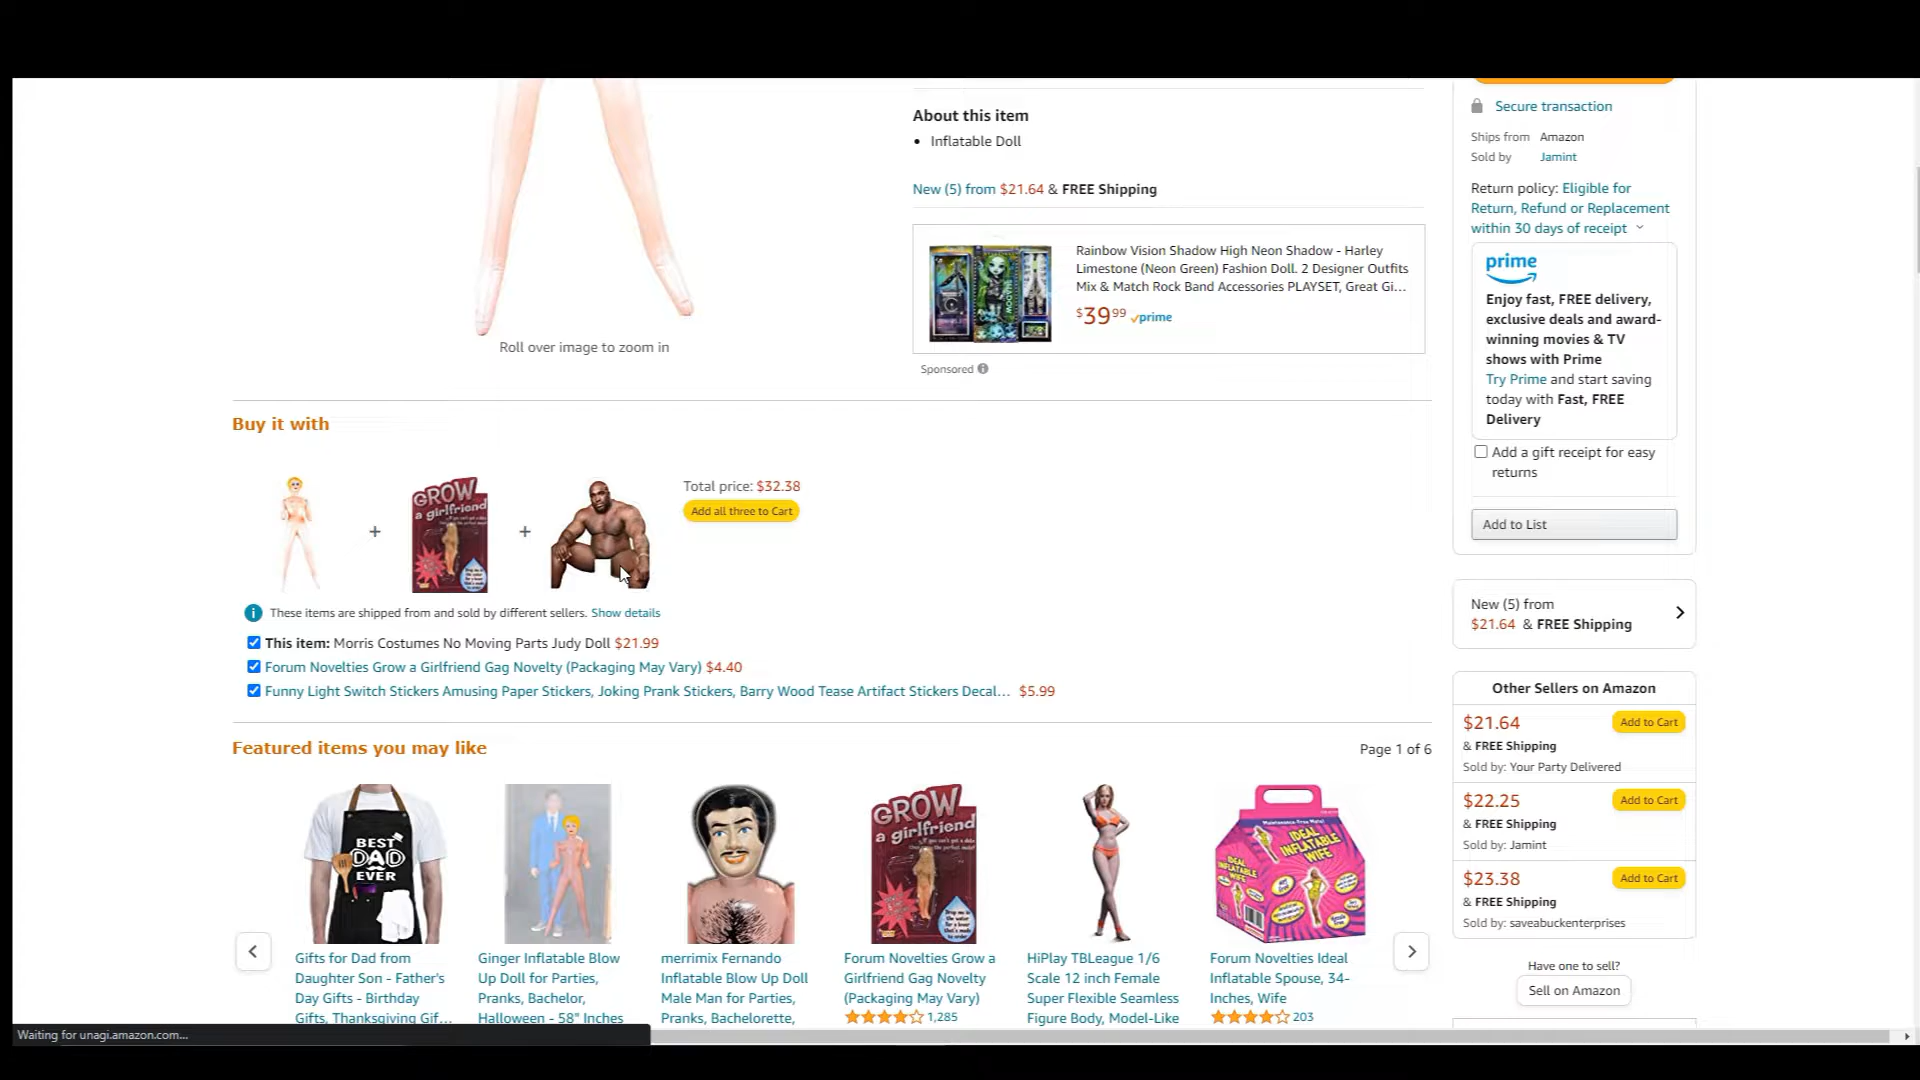 About this item
• Inflatable Doll
New (5) from $21.64 & FREE Shipping
Rainbow Vision Shadow High Neon Shadow - Harley
Limestone (Neon Green) Fashion Doll. 2 Designer Outfits
Mix & Match Rock Band Accessories PLAYSET, Great Gi...
$39 99 prime
Sponsored
Roll over image to zoom in
Secure transaction
Ships from Amazon
Sold by Jamint
Return policy: Eligible for
Return, Refund or Replacement
within 30 days of receipt
prime
Enjoy fast, FREE delivery,
exclusive deals and award-
winning movies & TV
shows with Prime
Try Prime and start saving
today with Fast, FREE
Delivery
Add a gift receipt for easy
returns
Add to List
New (5) from
$21.64 & FREE Shipping
Other Sellers on Amazon
$21.64 Add to Cart
& FREE Shipping
Sold by: Your Party Delivered
$22.25 Add to Cart
& FREE Shipping
Sold by: Jamint
$23.38 Add to Cart
& FREE Shipping
Sold by: saveabuckenterprises
Have one to sell?
Sell on Amazon
Buy it with
GROW
a girlfriend
+ +
Total price: $32.38
Add all three to Cart
These items are shipped from and sold by different sellers. Show details
This item: Morris Costumes No Moving Parts Judy Doll $21.99
Forum Novelties Grow a Girlfriend Gag Novelty (Packaging May Vary) $4.40
Funny Light Switch Stickers Amusing Paper Stickers, Joking Prank Stickers, Barry Wood Tease Artifact Stickers Decal... $5.99
Featured items you may like
Page 1 of 6
BEST
DAD
EVER
GROW
a girlfriend
IDEAL
INFLATABLE
WIFE
Gifts for Dad from
Daughter Son - Father's
Day Gifts - Birthday
Gifts, Thanksgiving Gif...
Ginger Inflatable Blow
Up Doll for Parties,
Pranks, Bachelor,
Halloween - 58" Inches
merrimix Fernando
Inflatable Blow Up Doll
Male Man for Parties,
Pranks, Bachelorette,
Forum Novelties Grow a
Girlfriend Gag Novelty
(Packaging May Vary)
1,285
HiPlay TBLeague 1/6
Scale 12 inch Female
Super Flexible Seamless
Figure Body, Model-Like
Forum Novelties Ideal
Inflatable Spouse, 34-
Inches, Wife
203
Waiting for unagi.amazon.com...